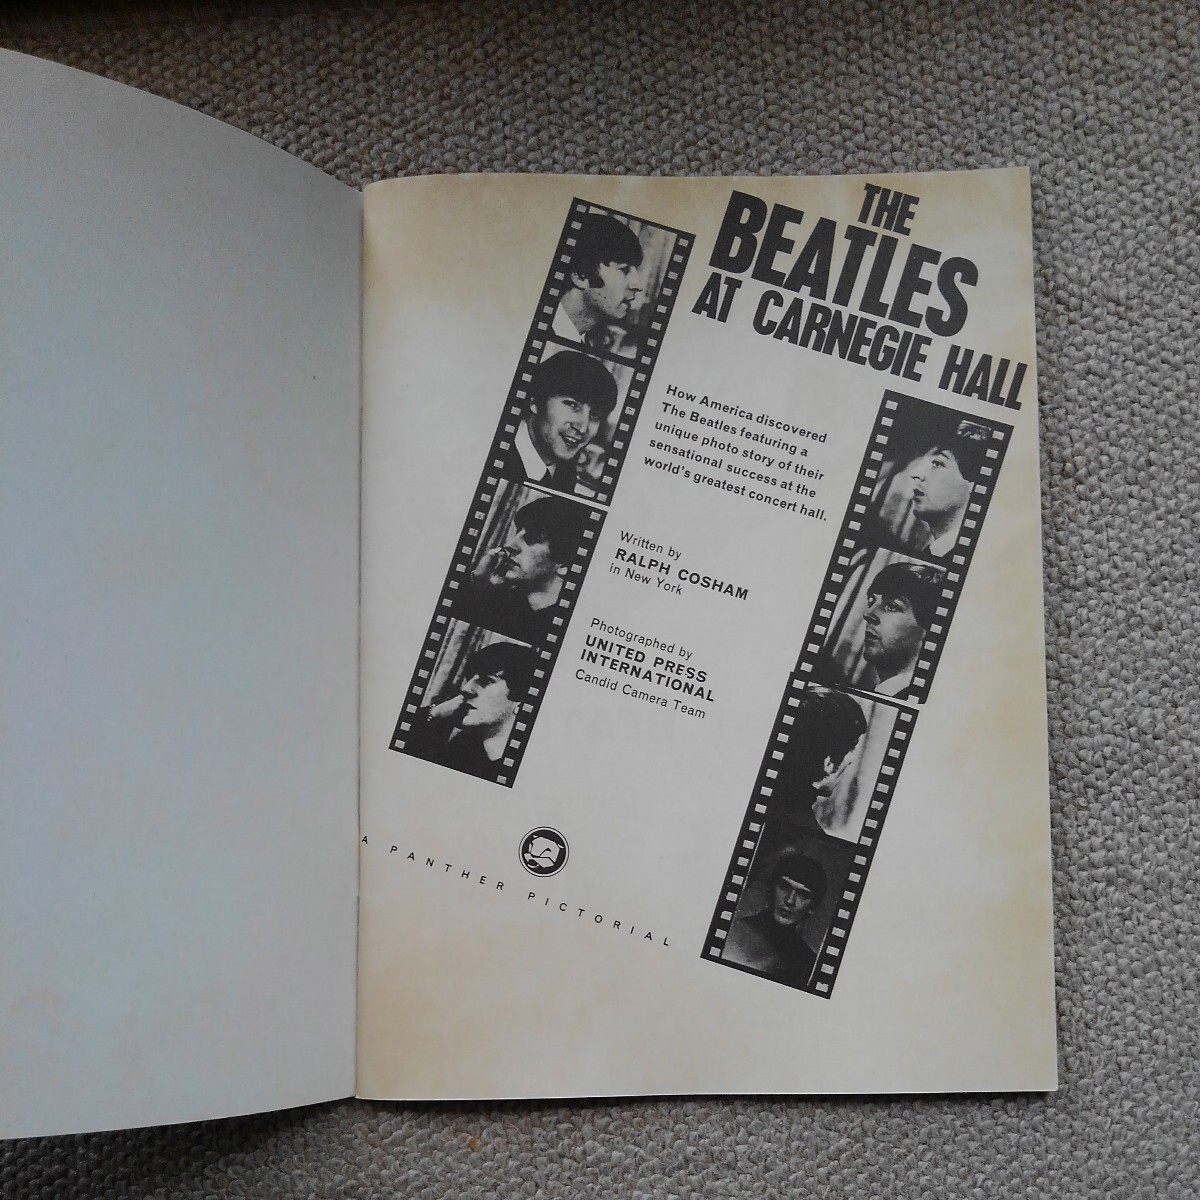 THE
BEATLES
AT CARNEGIE HALL
How America discovered
The Beatles featuring a
unique photo story of their
sensational success at the
world's greatest concert hall.
Written by
RALPH COSHAM
in New York
Photographed by
UNITED PRESS
INTERNATIONAL
Candid Camera Team
A PANTHER PICTORIAL